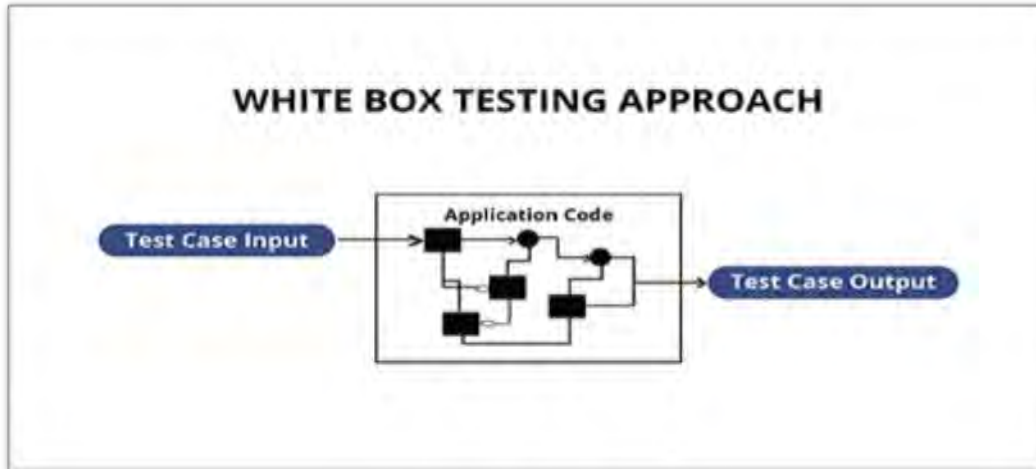 WHITE BOX TESTING APPROACH
Application Code
Test Case Input
Test Case Output